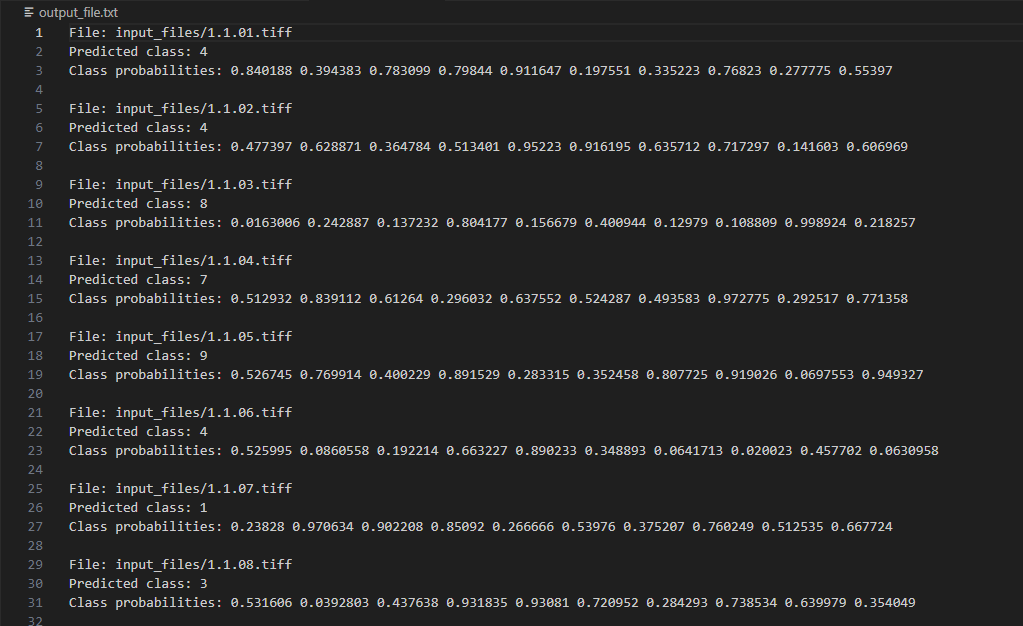 output_file.txt
1 File: input_files/1.1.01.tiff
2 Predicted class: 4
3 Class probabilities: 0.840188 0.394383 0.783099 0.79844 0.911647 0.197551 0.335223 0.76823 0.277775 0.55397
4
5 File: input_files/1.1.02.tiff
6 Predicted class: 4
7 Class probabilities: 0.477397 0.628871 0.364784 0.513401 0.95223 0.916195 0.635712 0.717297 0.141603 0.606969
8
9 File: input_files/1.1.03.tiff
10 Predicted class: 8
11 Class probabilities: 0.0163006 0.242887 0.137232 0.804177 0.156679 0.400944 0.12979 0.108809 0.998924 0.218257
12
13 File: input_files/1.1.04.tiff
14 Predicted class: 7
15 Class probabilities: 0.512932 0.839112 0.61264 0.296032 0.637552 0.524287 0.493583 0.972775 0.292517 0.771358
16
17 File: input_files/1.1.05.tiff
18 Predicted class: 9
19 Class probabilities: 0.526745 0.769914 0.400229 0.891529 0.283315 0.352458 0.807725 0.919026 0.0697553 0.949327
20
21 File: input_files/1.1.06.tiff
22 Predicted class: 4
23 Class probabilities: 0.525995 0.0860558 0.192214 0.663227 0.890233 0.348893 0.0641713 0.020023 0.457702 0.0630958
24
25 File: input_files/1.1.07.tiff
26 Predicted class: 1
27 Class probabilities: 0.23828 0.970634 0.902208 0.85092 0.266666 0.53976 0.375207 0.760249 0.512535 0.667724
28
29 File: input_files/1.1.08.tiff
30 Predicted class: 3
31 Class probabilities: 0.531606 0.0392803 0.437638 0.931835 0.93081 0.720952 0.284293 0.738534 0.639979 0.354049
32